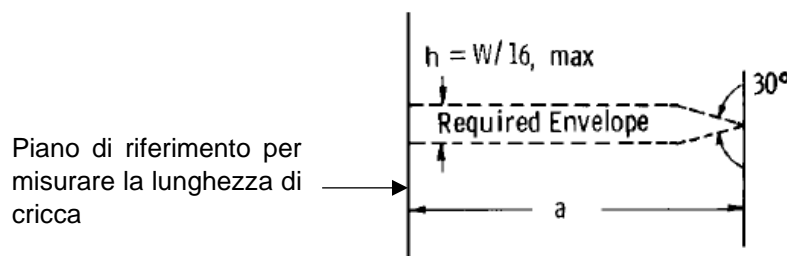 h = W/16, max
30°
Required Envelope
Piano di riferimento per
misurare la lunghezza di
cricca
a